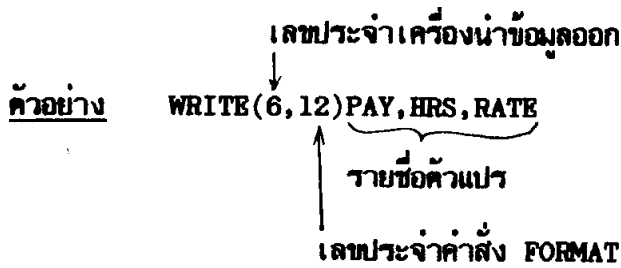 เลขประจำเครื่องนำข้อมูลออก
ตัวอย่าง WRITE(6,12)PAY,HRS,RATE
รายชื่อตัวแปร
เลขประจำคำสั่ง FORMAT